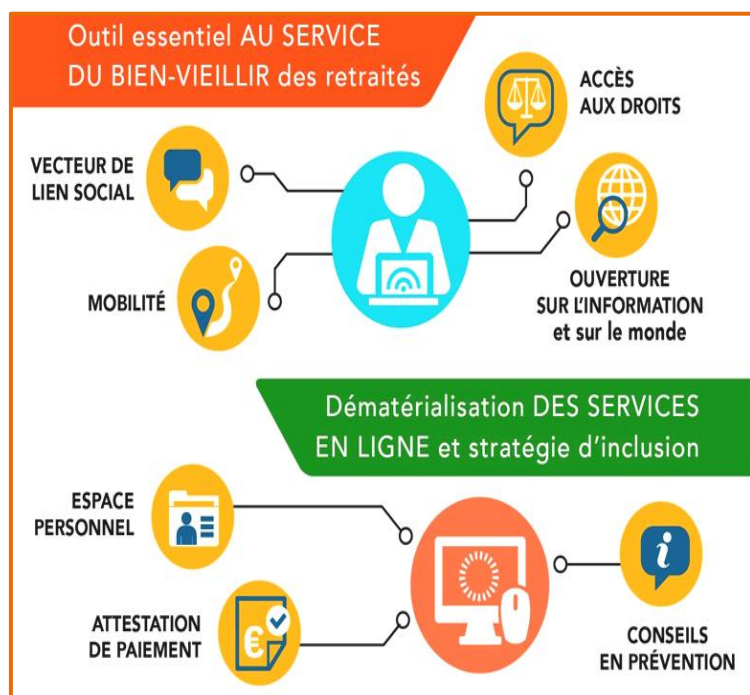 Outil essentiel AU SERVICE
DU BIEN-VIEILLIR des retraités
ACCÈS
AUX DROITS
VECTEUR DE
LIEN SOCIAL
MOBILITÉ
OUVERTURE
SUR L'INFORMATION
et sur le monde
Dématérialisation DES SERVICES
EN LIGNE et stratégie d'inclusion
ESPACE
PERSONNEL
i
€
ATTESTATION
DE PAIEMENT
CONSEILS
EN PRÉVENTION